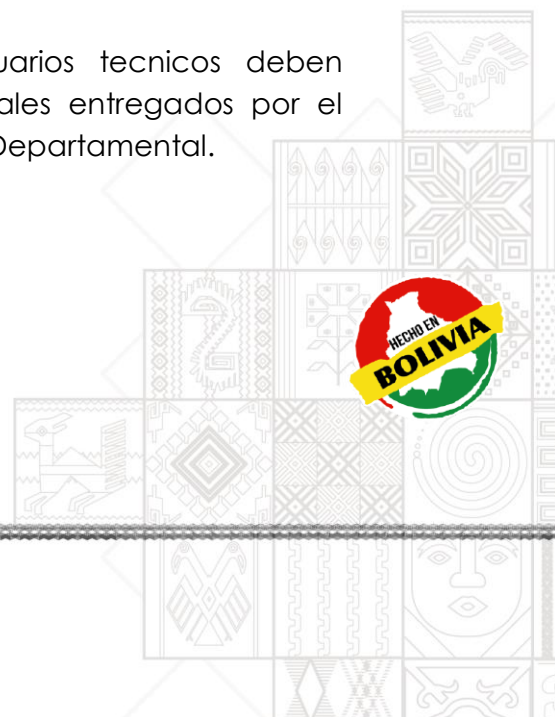 uarios tecnicos deben
ales entregados por el
Departamental.
HECHO EN
BOLIVIA